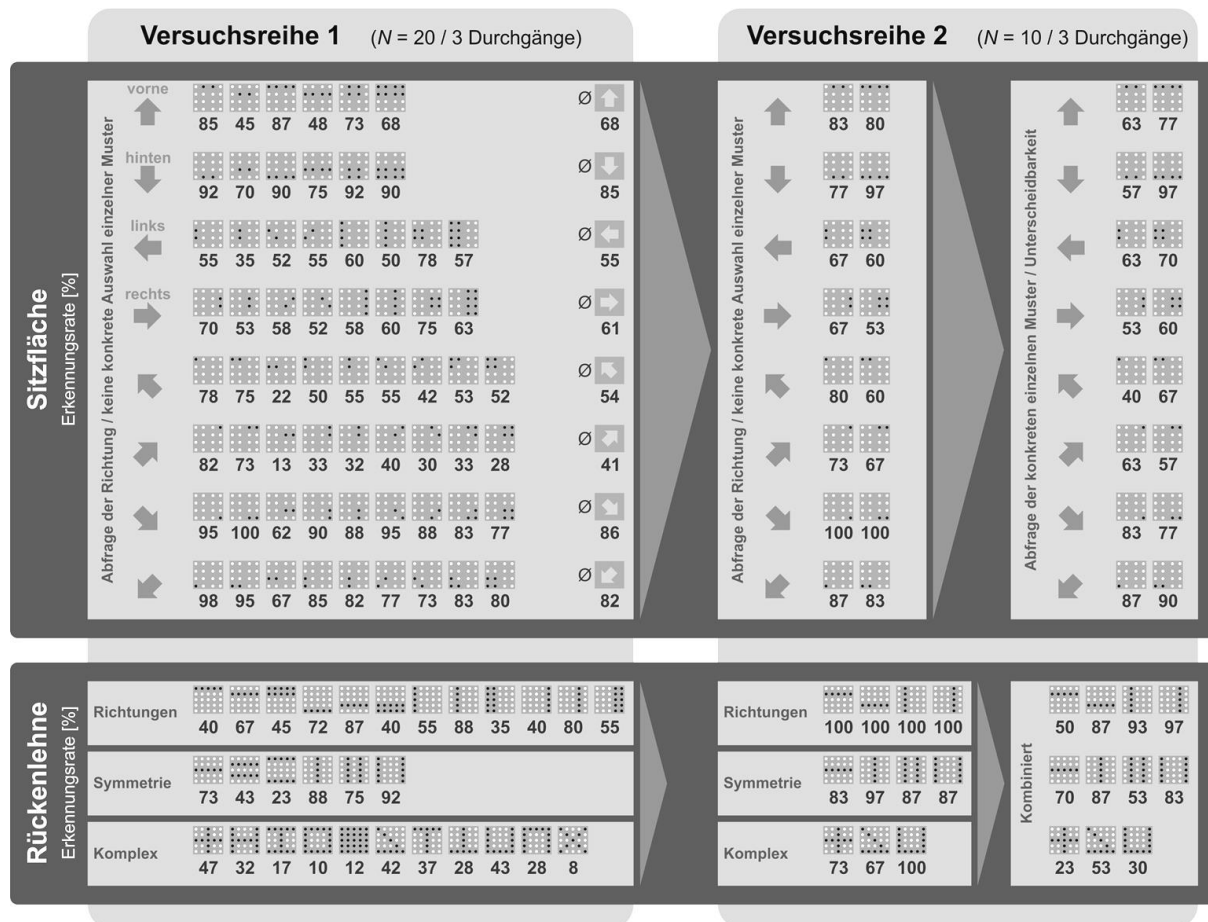 Versuchsreihe 1 (N = 20 / 3 Durchgänge)
Versuchsreihe 2 (N = 10 / 3 Durchgänge)
Sitzfläche
Erkennungsrate [%]
Abfrage der Richtung / keine konkrete Auswahl einzelner Muster
vorne
85 45 87 48 73 68
Ø
68
hinten
92 70 90 75 92 90
Ø
85
links
55 35 52 55 60 50 78 57
Ø
55
rechts
70 53 58 52 58 60 75 63
Ø
61
78 75 22 50 55 55 42 53 52
Ø
54
82 73 13 33 32 40 30 33 28
Ø
41
95 100 62 90 88 95 88 83 77
Ø
86
98 95 67 85 82 77 73 83 80
Ø
82
Abfrage der Richtung / keine konkrete Auswahl einzelner Muster
83 80
77 97
67 60
67 53
80 60
73 67
100 100
87 83
Abfrage der konkreten einzelnen Muster / Unterscheidbarkeit
63 77
57 97
63 70
53 60
40 67
63 57
83 77
87 90
Rückenlehne
Erkennungsrate [%]
Richtungen
40 67 45 72 87 40 55 88 35 40 80 55
Symmetrie
73 43 23 88 75 92
Komplex
47 32 17 10 12 42 37 28 43 28 8
Richtungen
100 100 100 100
Symmetrie
83 97 87 87
Komplex
73 67 100
Kombiniert
50 87 93 97
70 87 53 83
23 53 30